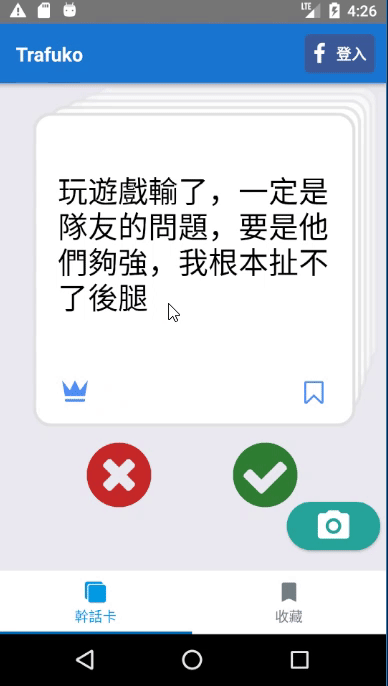 LTE 4:26
Trafuko
f 登入
玩遊戲輸了，一定是
隊友的問題，要是他
們夠強，我根本扯不
了後腿
幹話卡
收藏